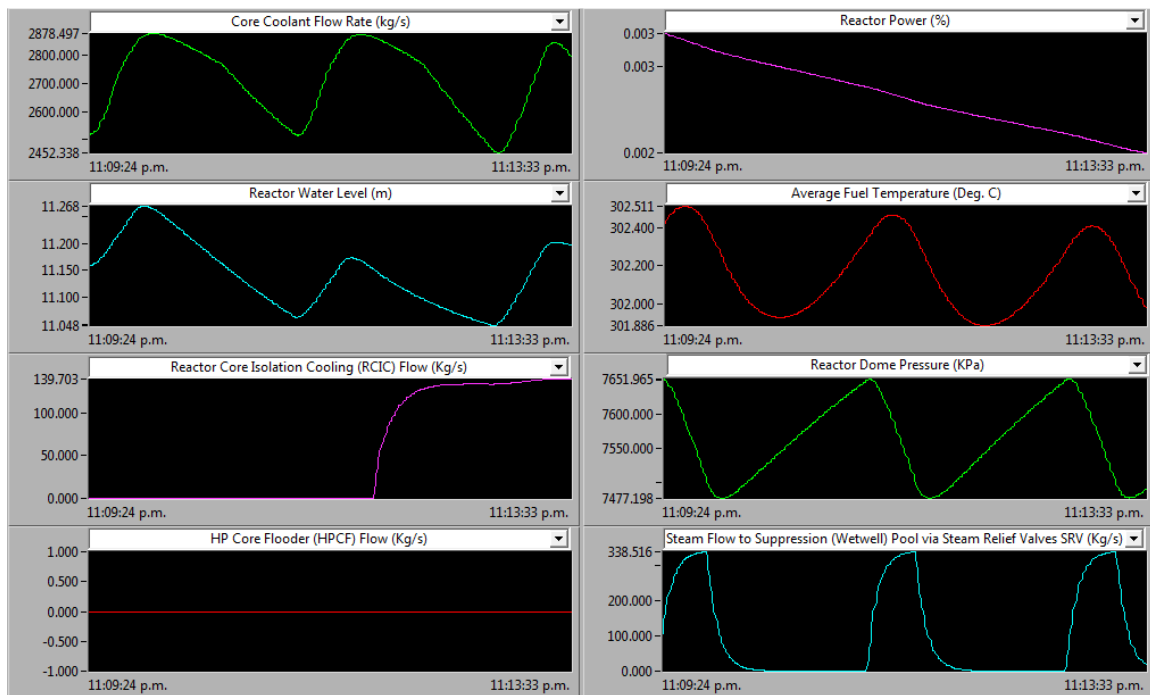 Core Coolant Flow Rate (kg/s)
2878.497
2800.000
2700.000
2600.000
2452.338
11:09:24 p.m. 11:13:33 p.m.
Reactor Power (%)
0.003
0.003
0.002
11:09:24 p.m. 11:13:33 p.m.
Reactor Water Level (m)
11.268
11.200
11.150
11.100
11.048
11:09:24 p.m. 11:13:33 p.m.
Average Fuel Temperature (Deg. C)
302.511
302.400
302.200
302.000
301.886
11:09:24 p.m. 11:13:33 p.m.
Reactor Core Isolation Cooling (RCIC) Flow (Kg/s)
139.703
100.000
50.000
0.000
11:09:24 p.m. 11:13:33 p.m.
Reactor Dome Pressure (KPa)
7651.965
7600.000
7550.000
7477.198
11:09:24 p.m. 11:13:33 p.m.
HP Core Flooder (HPCF) Flow (Kg/s)
1.000
0.500
0.000
-0.500
-1.000
11:09:24 p.m. 11:13:33 p.m.
Steam Flow to Suppression (Wetwell) Pool via Steam Relief Valves SRV (Kg/s)
338.516
200.000
100.000
0.000
11:09:24 p.m. 11:13:33 p.m.